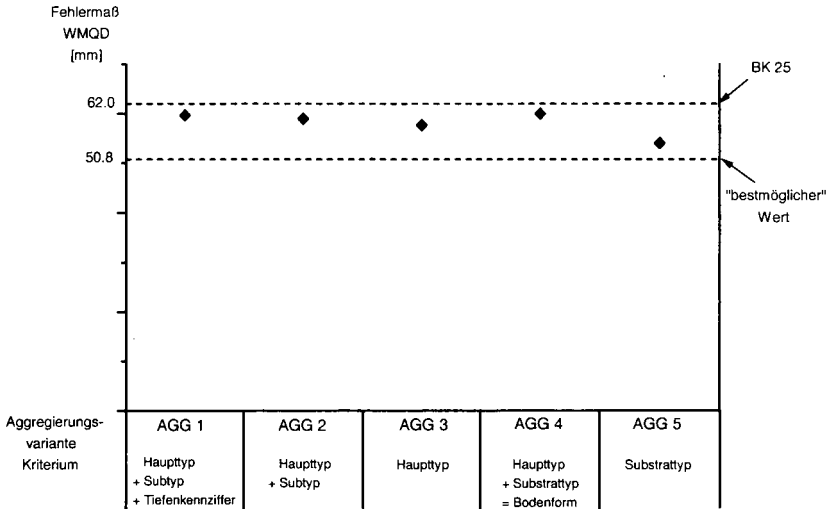 Fehlermaß
WMQD
[mm]
BK 25
62.0
50.8
"bestmöglicher"
Wert
Aggregierungs-
variante
Kriterium
AGG 1
Haupttyp
+ Subtyp
+ Tiefenkennziffer
AGG 2
Haupttyp
+ Subtyp
AGG 3
Haupttyp
AGG 4
Haupttyp
+ Substrattyp
= Bodenform
AGG 5
Substrattyp